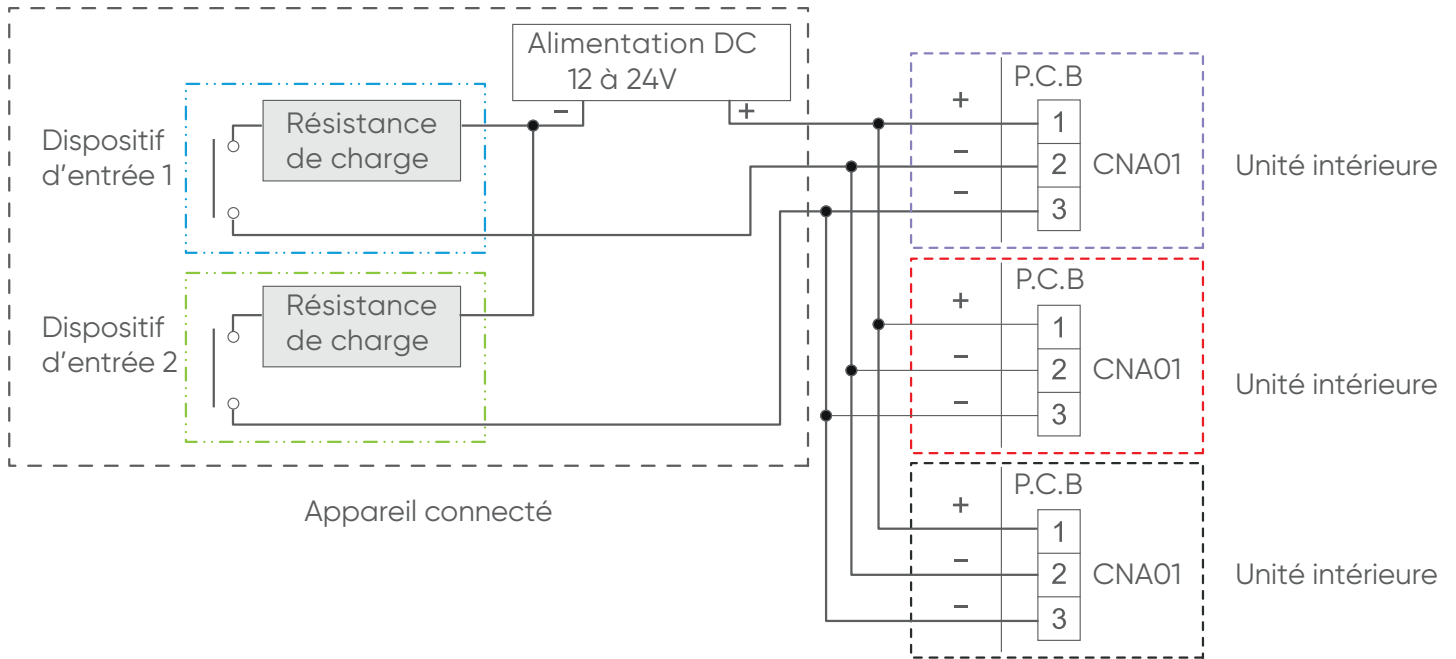 Alimentation DC
12 à 24V
– +
Dispositif
d'entrée 1
Résistance
de charge
Dispositif
d'entrée 2
Résistance
de charge
Appareil connecté
P.C.B
+ 1
– 2 CNA01
– 3
Unité intérieure
P.C.B
+ 1
– 2 CNA01
– 3
Unité intérieure
P.C.B
+ 1
– 2 CNA01
– 3
Unité intérieure